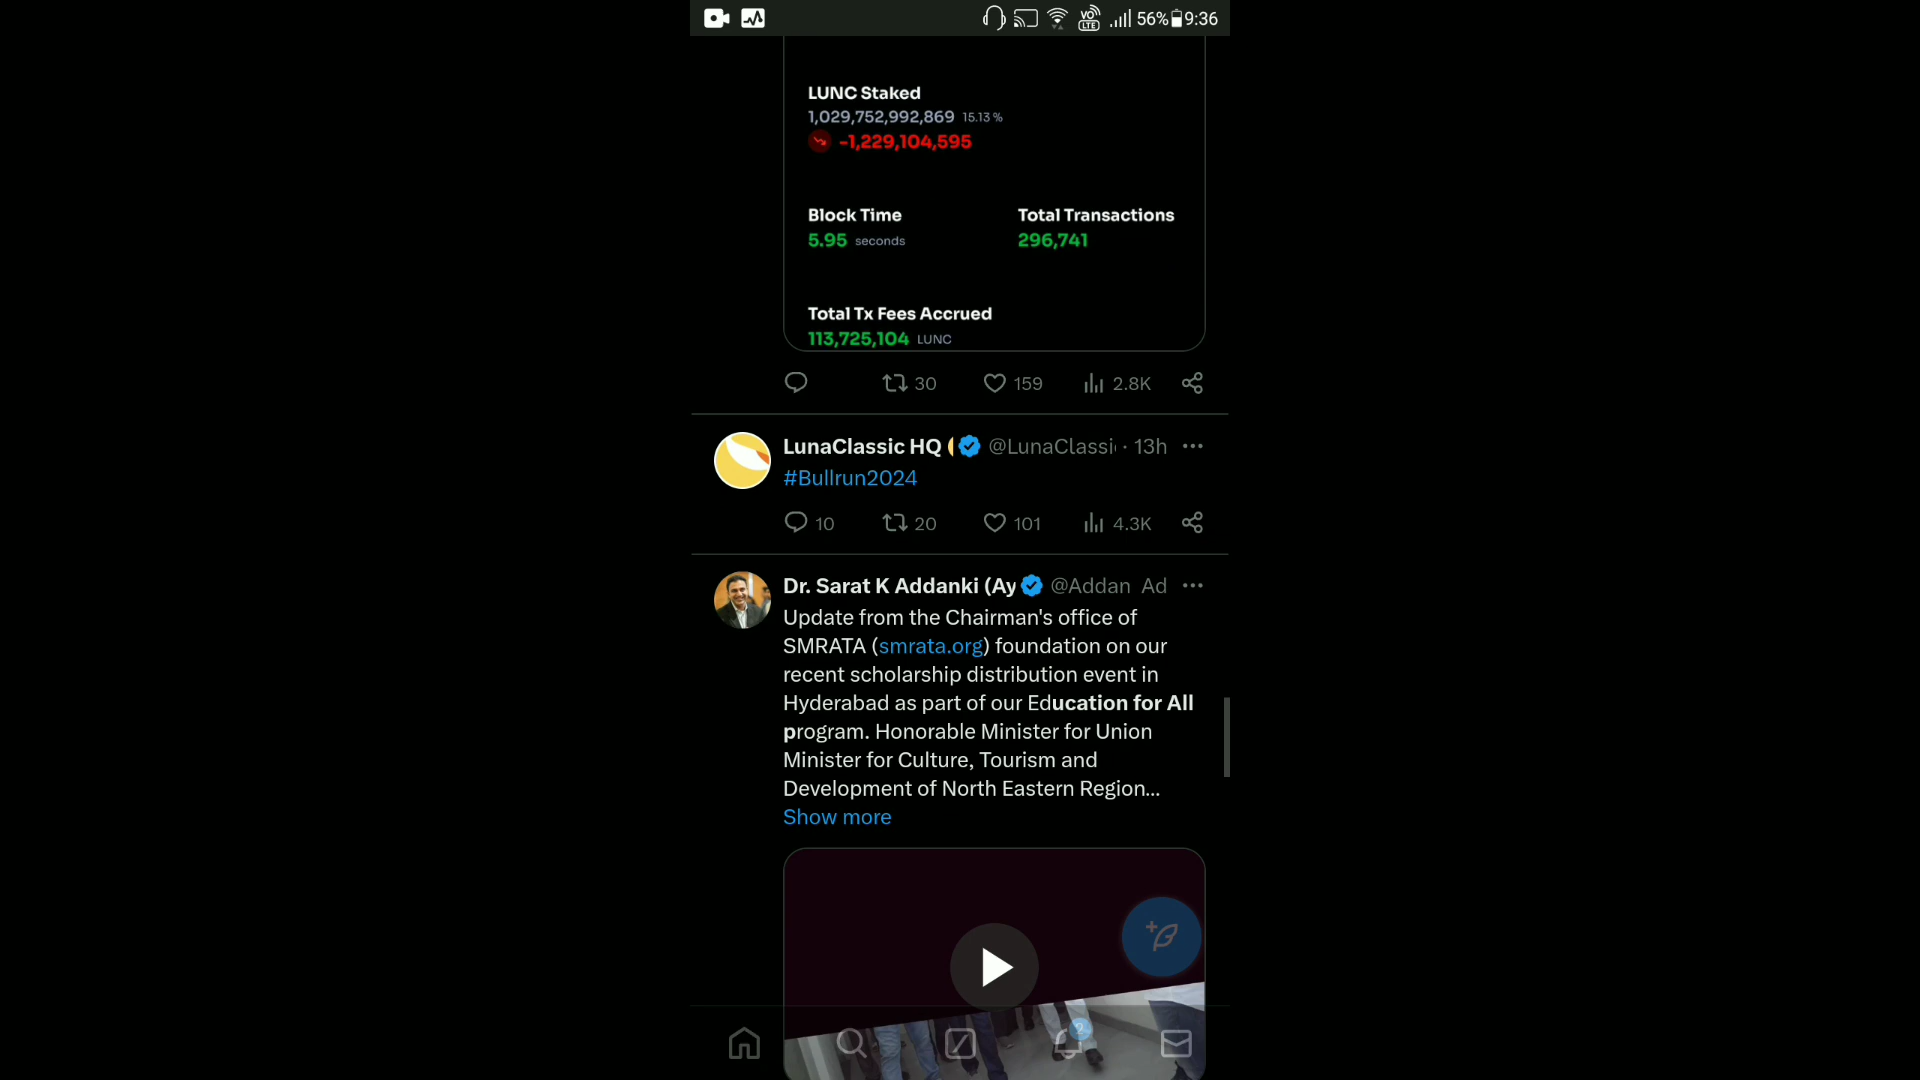 56% 9:36
LUNC Staked
1,029,752,992,869 15.13 %
-1,229,104,595
Block Time Total Transactions
5.95 seconds 296,741
Total Tx Fees Accrued
113,725,104 LUNC
30 159 2.8K
LunaClassic HQ @LunaClassi · 13h
#Bullrun2024
10 20 101 4.3K
Dr. Sarat K Addanki (Ay @Addan Ad
Update from the Chairman's office of
SMRATA (smrata.org) foundation on our
recent scholarship distribution event in
Hyderabad as part of our Education for All
program. Honorable Minister for Union
Minister for Culture, Tourism and
Development of North Eastern Region...
Show more
2